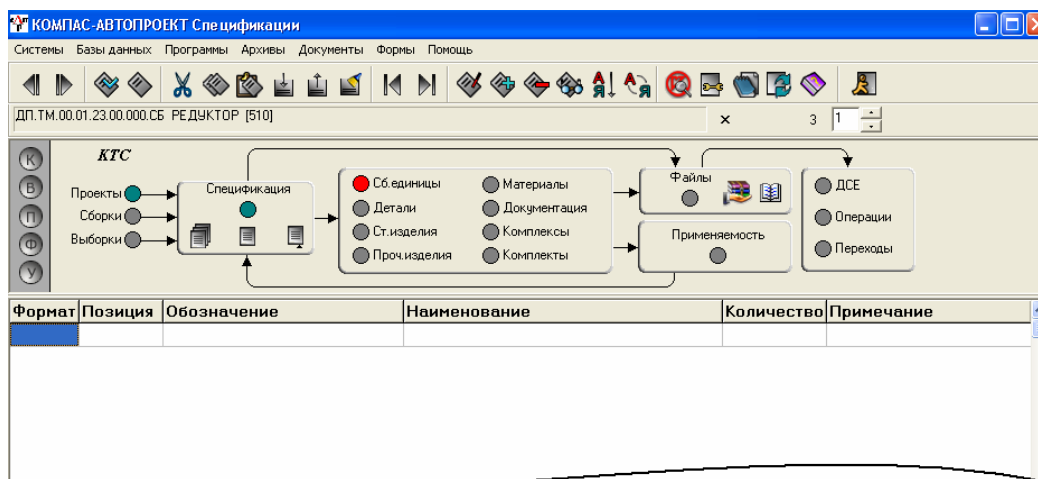 КОМПАС-АВТОПРОЕКТ Спецификации
Системы Базы данных Программы Архивы Документы Формы Помощь
ДП.ТМ.00.01.23.00.000.СБ РЕДУКТОР [510] × 3 1
К
В
П
Ф
У
КТС
Проекты
Сборки
Выборки
Спецификация
Сб.единицы
Детали
Ст.изделия
Проч.изделия
Материалы
Документация
Комплексы
Комплекты
Файлы
Применяемость
ДСЕ
Операции
Переходы
Формат Позиция Обозначение Наименование Количество Примечание